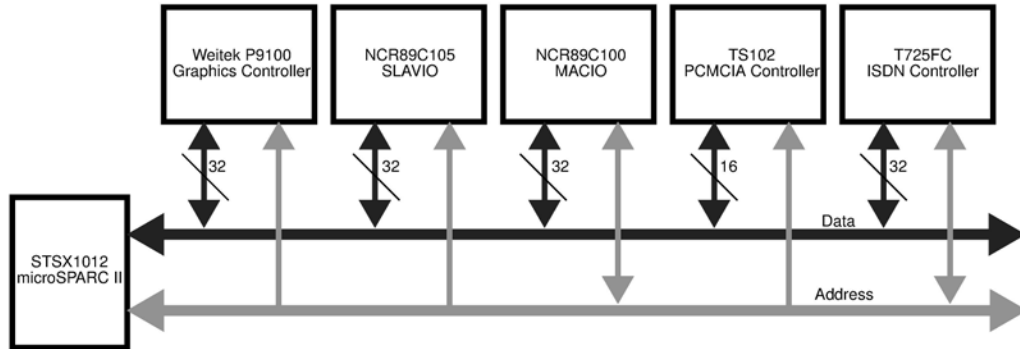 Weitek P9100
Graphics Controller
NCR89C105
SLAVIO
NCR89C100
MACIO
TS102
PCMCIA Controller
T725FC
ISDN Controller
32
32
32
16
32
STSX1012
microSPARC II
Data
Address